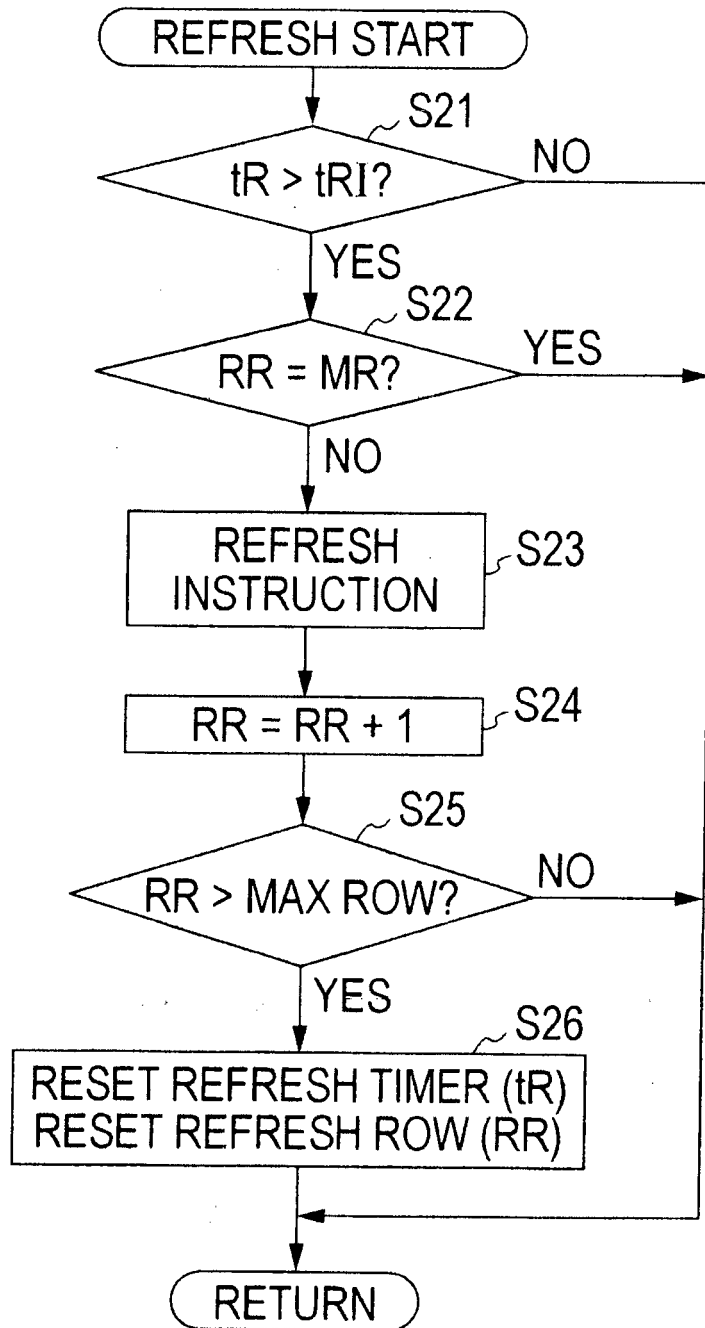 REFRESH START
S21
tR > tRI?
NO
YES
S22
RR = MR?
YES
NO
REFRESH
INSTRUCTION
S23
RR = RR + 1
S24
S25
RR > MAX ROW?
NO
YES
S26
RESET REFRESH TIMER (tR)
RESET REFRESH ROW (RR)
RETURN